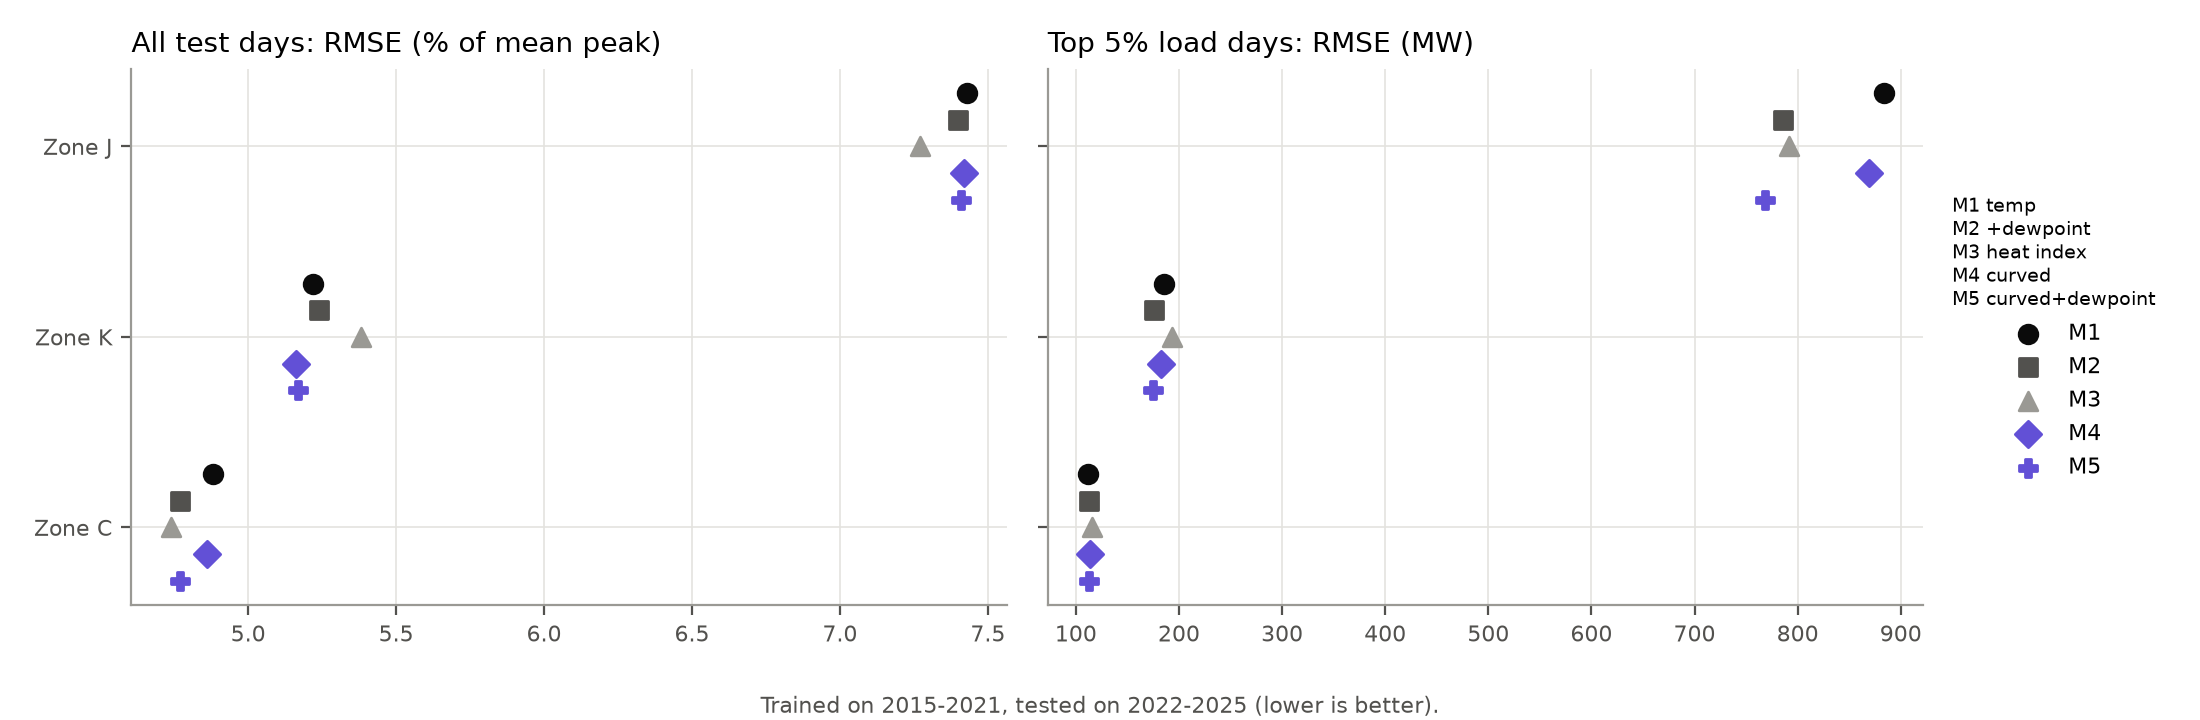 All test days: RMSE (% of mean peak)
Zone J
Zone K
Zone C
5.0 5.5 6.0 6.5 7.0 7.5
Top 5% load days: RMSE (MW)
100 200 300 400 500 600 700 800 900
M1 temp
M2 +dewpoint
M3 heat index
M4 curved
M5 curved+dewpoint
M1
M2
M3
M4
M5
Trained on 2015-2021, tested on 2022-2025 (lower is better).